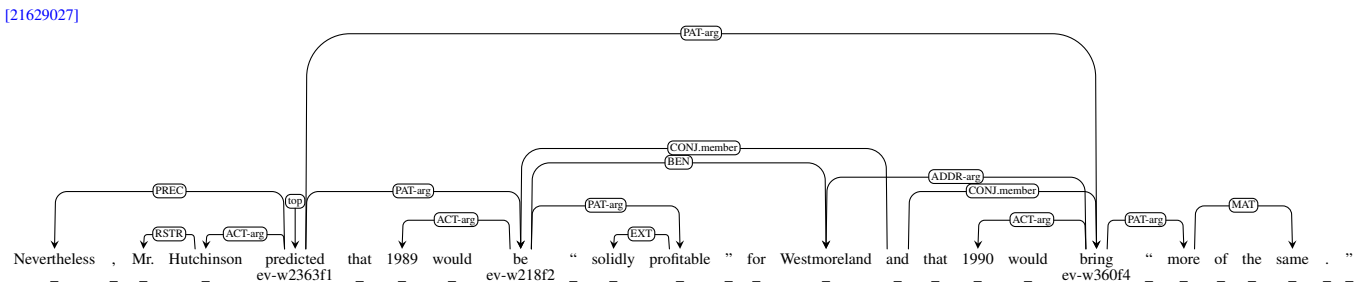 [21629027]
PAT-arg
CONJ.member
BEN
ADDR-arg
PREC top PAT-arg CONJ.member
PAT-arg
RSTR ACT-arg ACT-arg EXT ACT-arg PAT-arg MAT
Nevertheless , Mr. Hutchinson predicted that 1989 would be “ solidly profitable ” for Westmoreland and that 1990 would bring “ more of the same . ”
ev-w2363f1 ev-w218f2 ev-w360f4
_ _ _ _ _ _ _ _ _ _ _ _ _ _ _ _ _ _ _ _ _ _ _ _